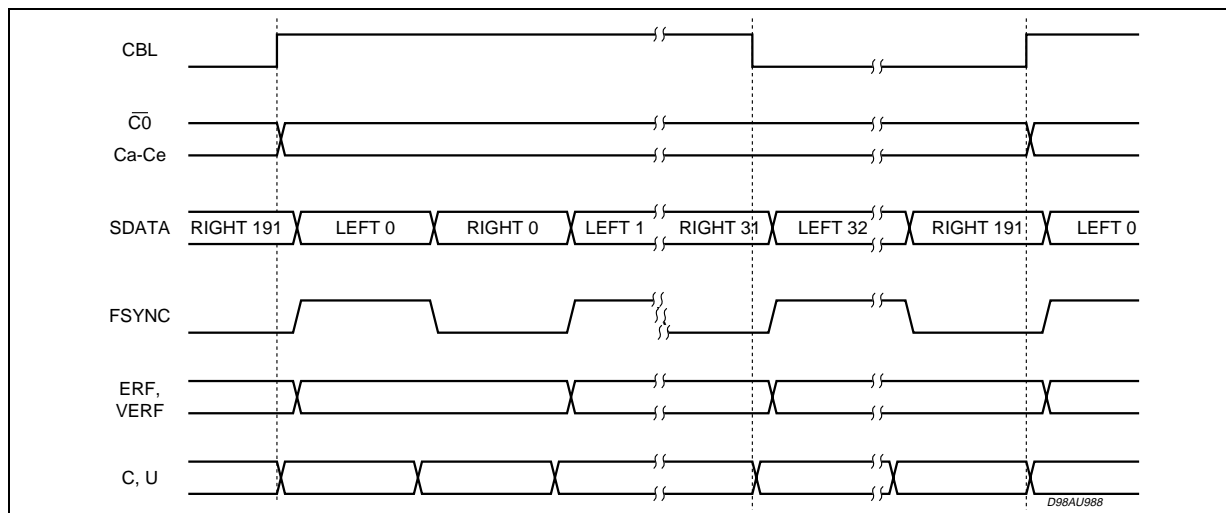 CBL
C̅0̅
Ca-Ce
SDATA RIGHT 191 LEFT 0 RIGHT 0 LEFT 1 RIGHT 31 LEFT 32 RIGHT 191 LEFT 0
FSYNC
ERF,
VERF
C, U
D98AU988